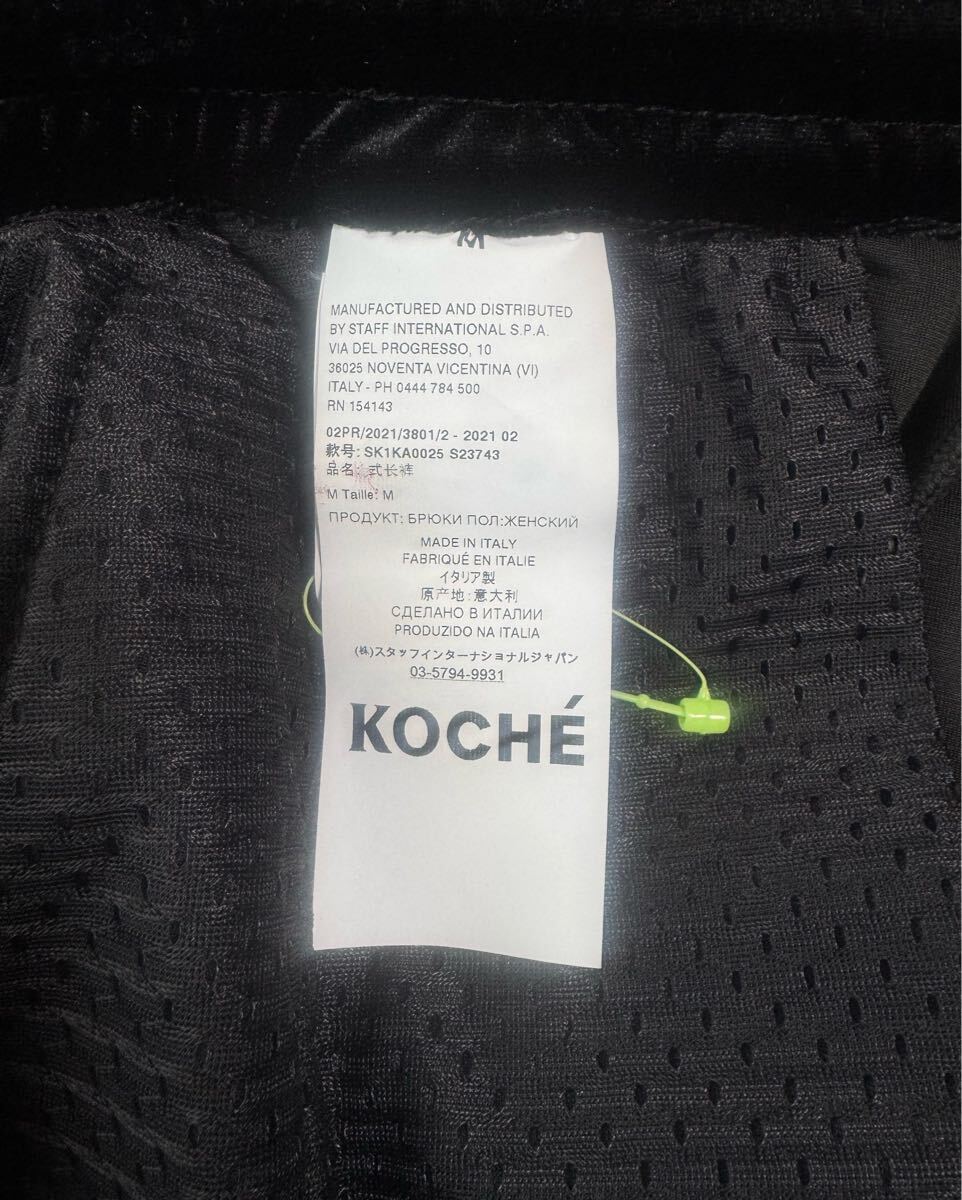 M
MANUFACTURED AND DISTRIBUTED
BY STAFF INTERNATIONAL S.P.A.
VIA DEL PROGRESSO, 10
36025 NOVENTA VICENTINA (VI)
ITALY - PH 0444 784 500
RN 154143
02PR/2021/3801/2 - 2021 02
款号: SK1KA0025 S23743
品名: 式长裤
M Taille: M
ПРОДУКТ: БРЮКИ ПОЛ:ЖЕНСКИЙ
MADE IN ITALY
FABRIQUÉ EN ITALIE
イタリア製
原产地:意大利
СДЕЛАНО В ИТАЛИИ
PRODUZIDO NA ITALIA
(株)スタッフインターナショナルジャパン
03-5794-9931
KOCHÉ